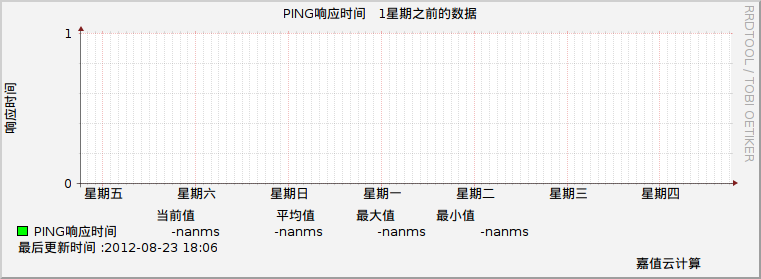 PING响应时间 1星期之前的数据
RRDTOOL / TOBI OETIKER
响应时间
1
0
星期五 星期六 星期日 星期一 星期二 星期三 星期四
当前值 平均值 最大值 最小值
PING响应时间 -nanms -nanms -nanms -nanms
最后更新时间 :2012-08-23 18:06
嘉值云计算